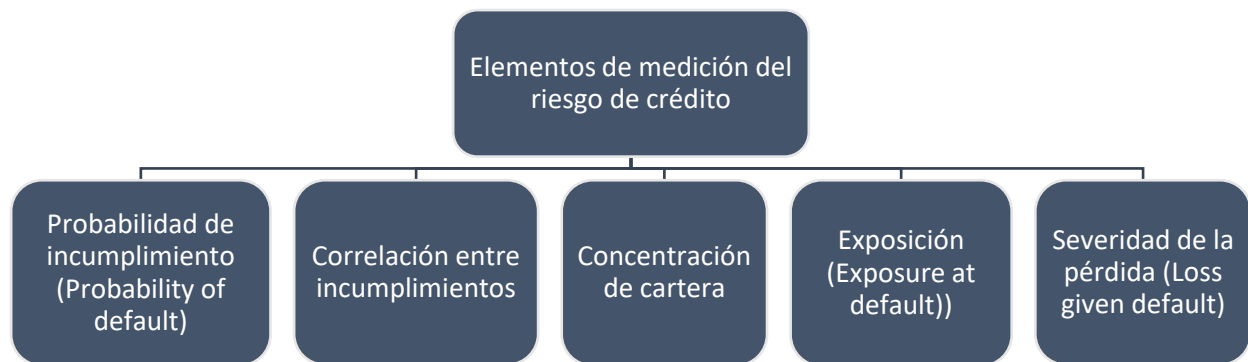 Elementos de medición del
riesgo de crédito
Probabilidad de
incumplimiento
(Probability of
default)
Correlación entre
incumplimientos
Concentración
de cartera
Exposición
(Exposure at
default))
Severidad de la
pérdida (Loss
given default)